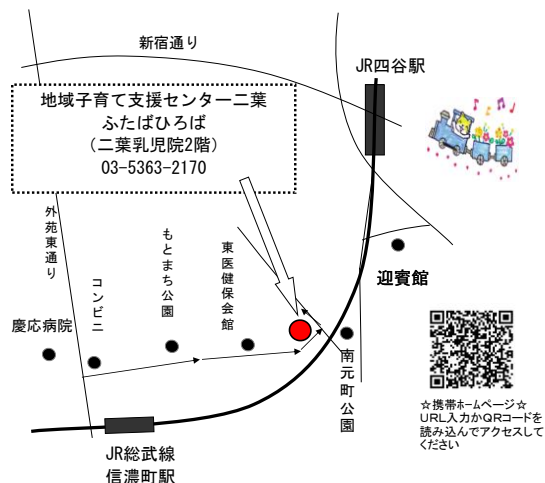 新宿通り
JR四谷駅
地域子育て支援センター二葉
ふたばひろば
（二葉乳児院2階）
03-5363-2170
外苑東通り
コンビニ
もとまち公園
東医健保会館
迎賓館
慶応病院
南元町公園
JR総武線
信濃町駅
☆携帯ホームページ☆
URL入力かQRコードを
読み込んでアクセスして
ください